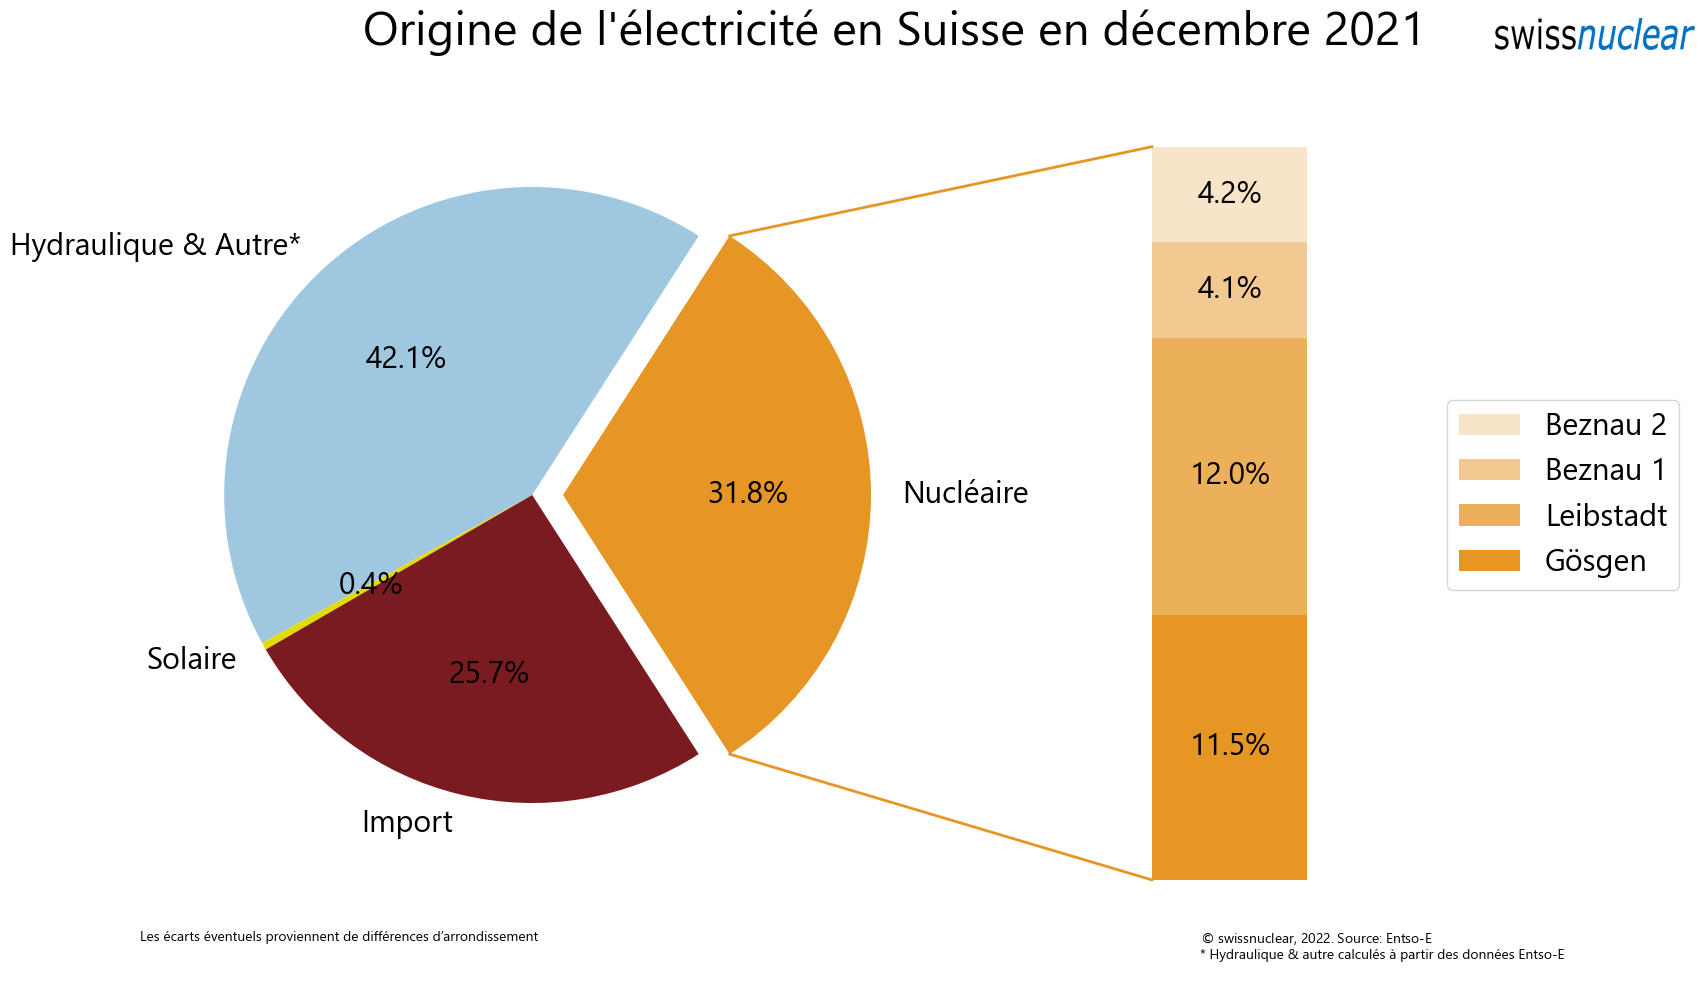 Origine de l'électricité en Suisse en décembre 2021
swissnuclear
Hydraulique & Autre*
42.1%
0.4%
Solaire
25.7%
Import
31.8%
Nucléaire
4.2%
4.1%
12.0%
11.5%
Beznau 2
Beznau 1
Leibstadt
Gösgen
Les écarts éventuels proviennent de différences d’arrondissement
© swissnuclear, 2022. Source: Entso-E
* Hydraulique & autre calculés à partir des données Entso-E